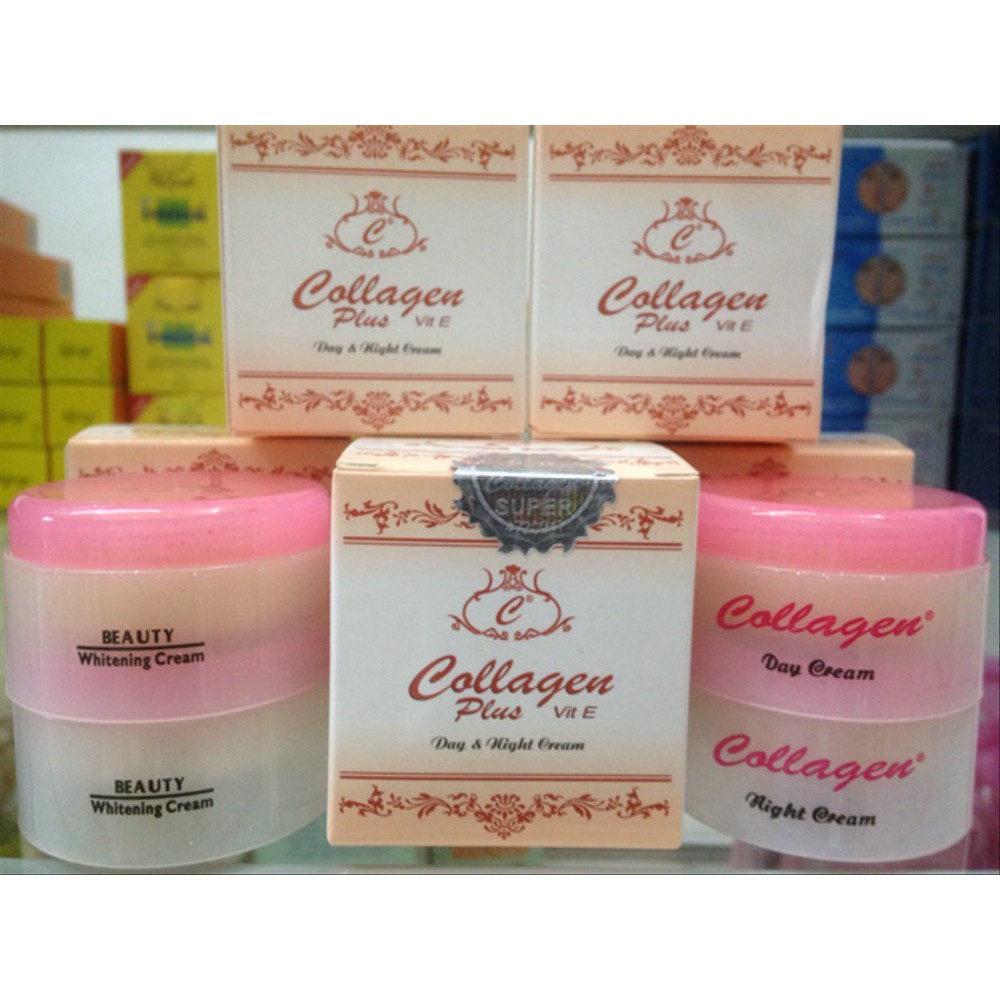 C®
Collagen
Plus Vit E
Day & Night Cream
C®
Collagen
Plus Vit E
Day & Night Cream
SUPER
C®
Collagen
Plus Vit E
Day & Night Cream
BEAUTY
Whitening Cream
BEAUTY
Whitening Cream
Collagen®
Day Cream
Collagen®
Night Cream